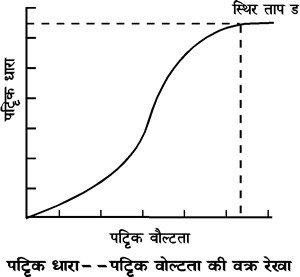 स्थिर ताप ड
पट्टिक धारा
पट्टिक वौल्टता
पट्टिक धारा--पट्टिक वोल्टता की वक्र रेखा